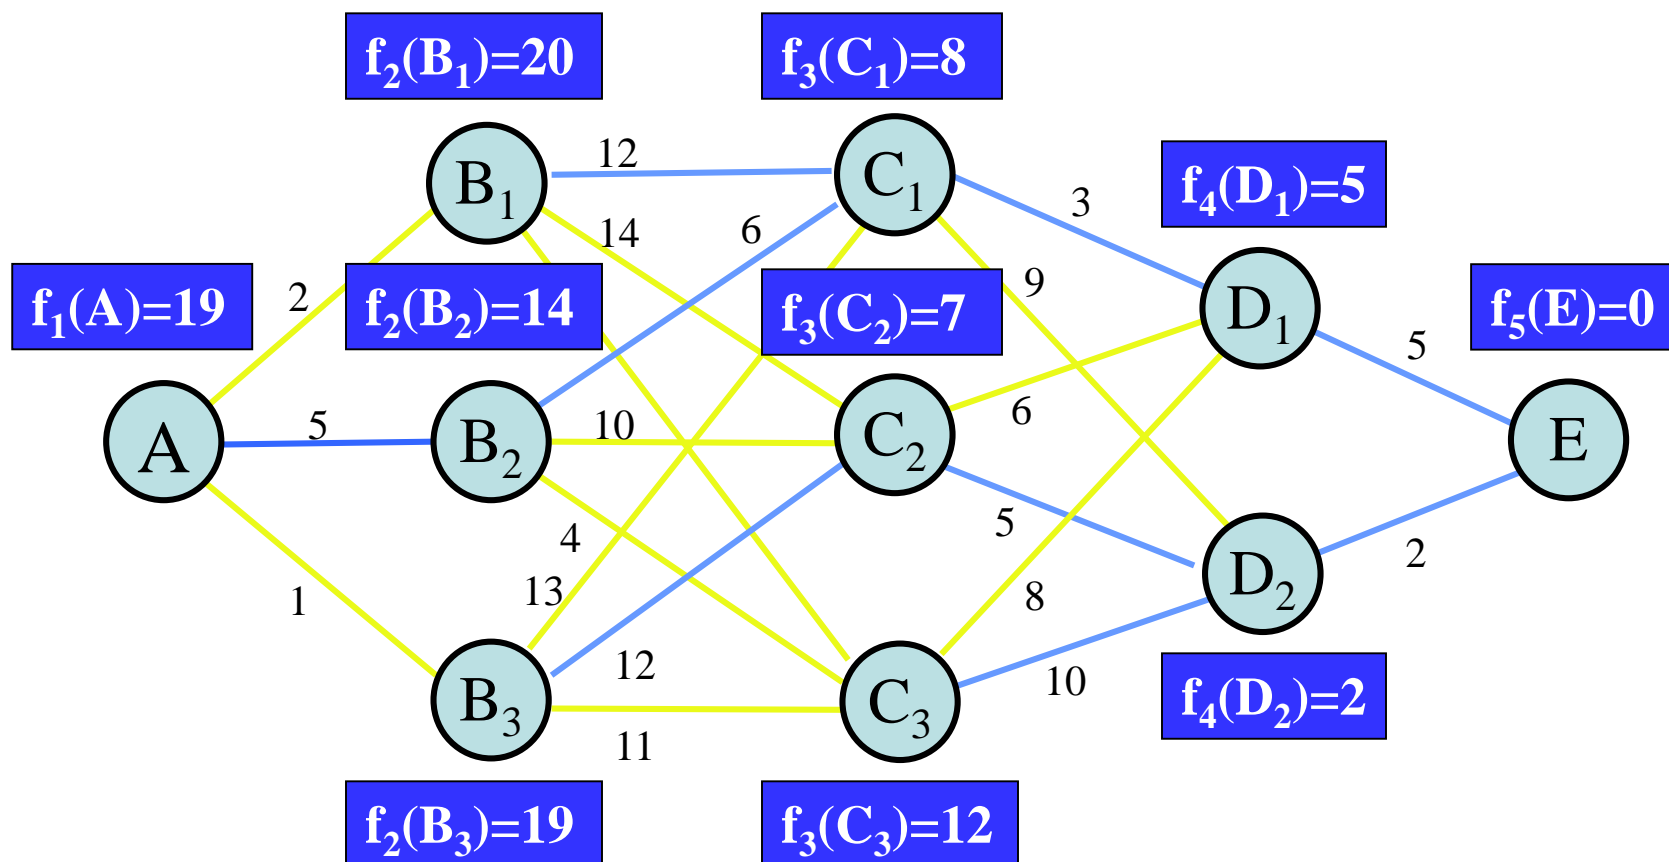 f₂(B₁)=20
f₃(C₁)=8
12
B₁
C₁
f₄(D₁)=5
3
14
6
f₁(A)=19
2
f₂(B₂)=14
f₃(C₂)=7
9
D₁
f₅(E)=0
5
A
5
B₂
10
C₂
6
E
4
5
D₂
2
13
8
1
12
10
B₃
C₃
f₄(D₂)=2
11
f₂(B₃)=19
f₃(C₃)=12